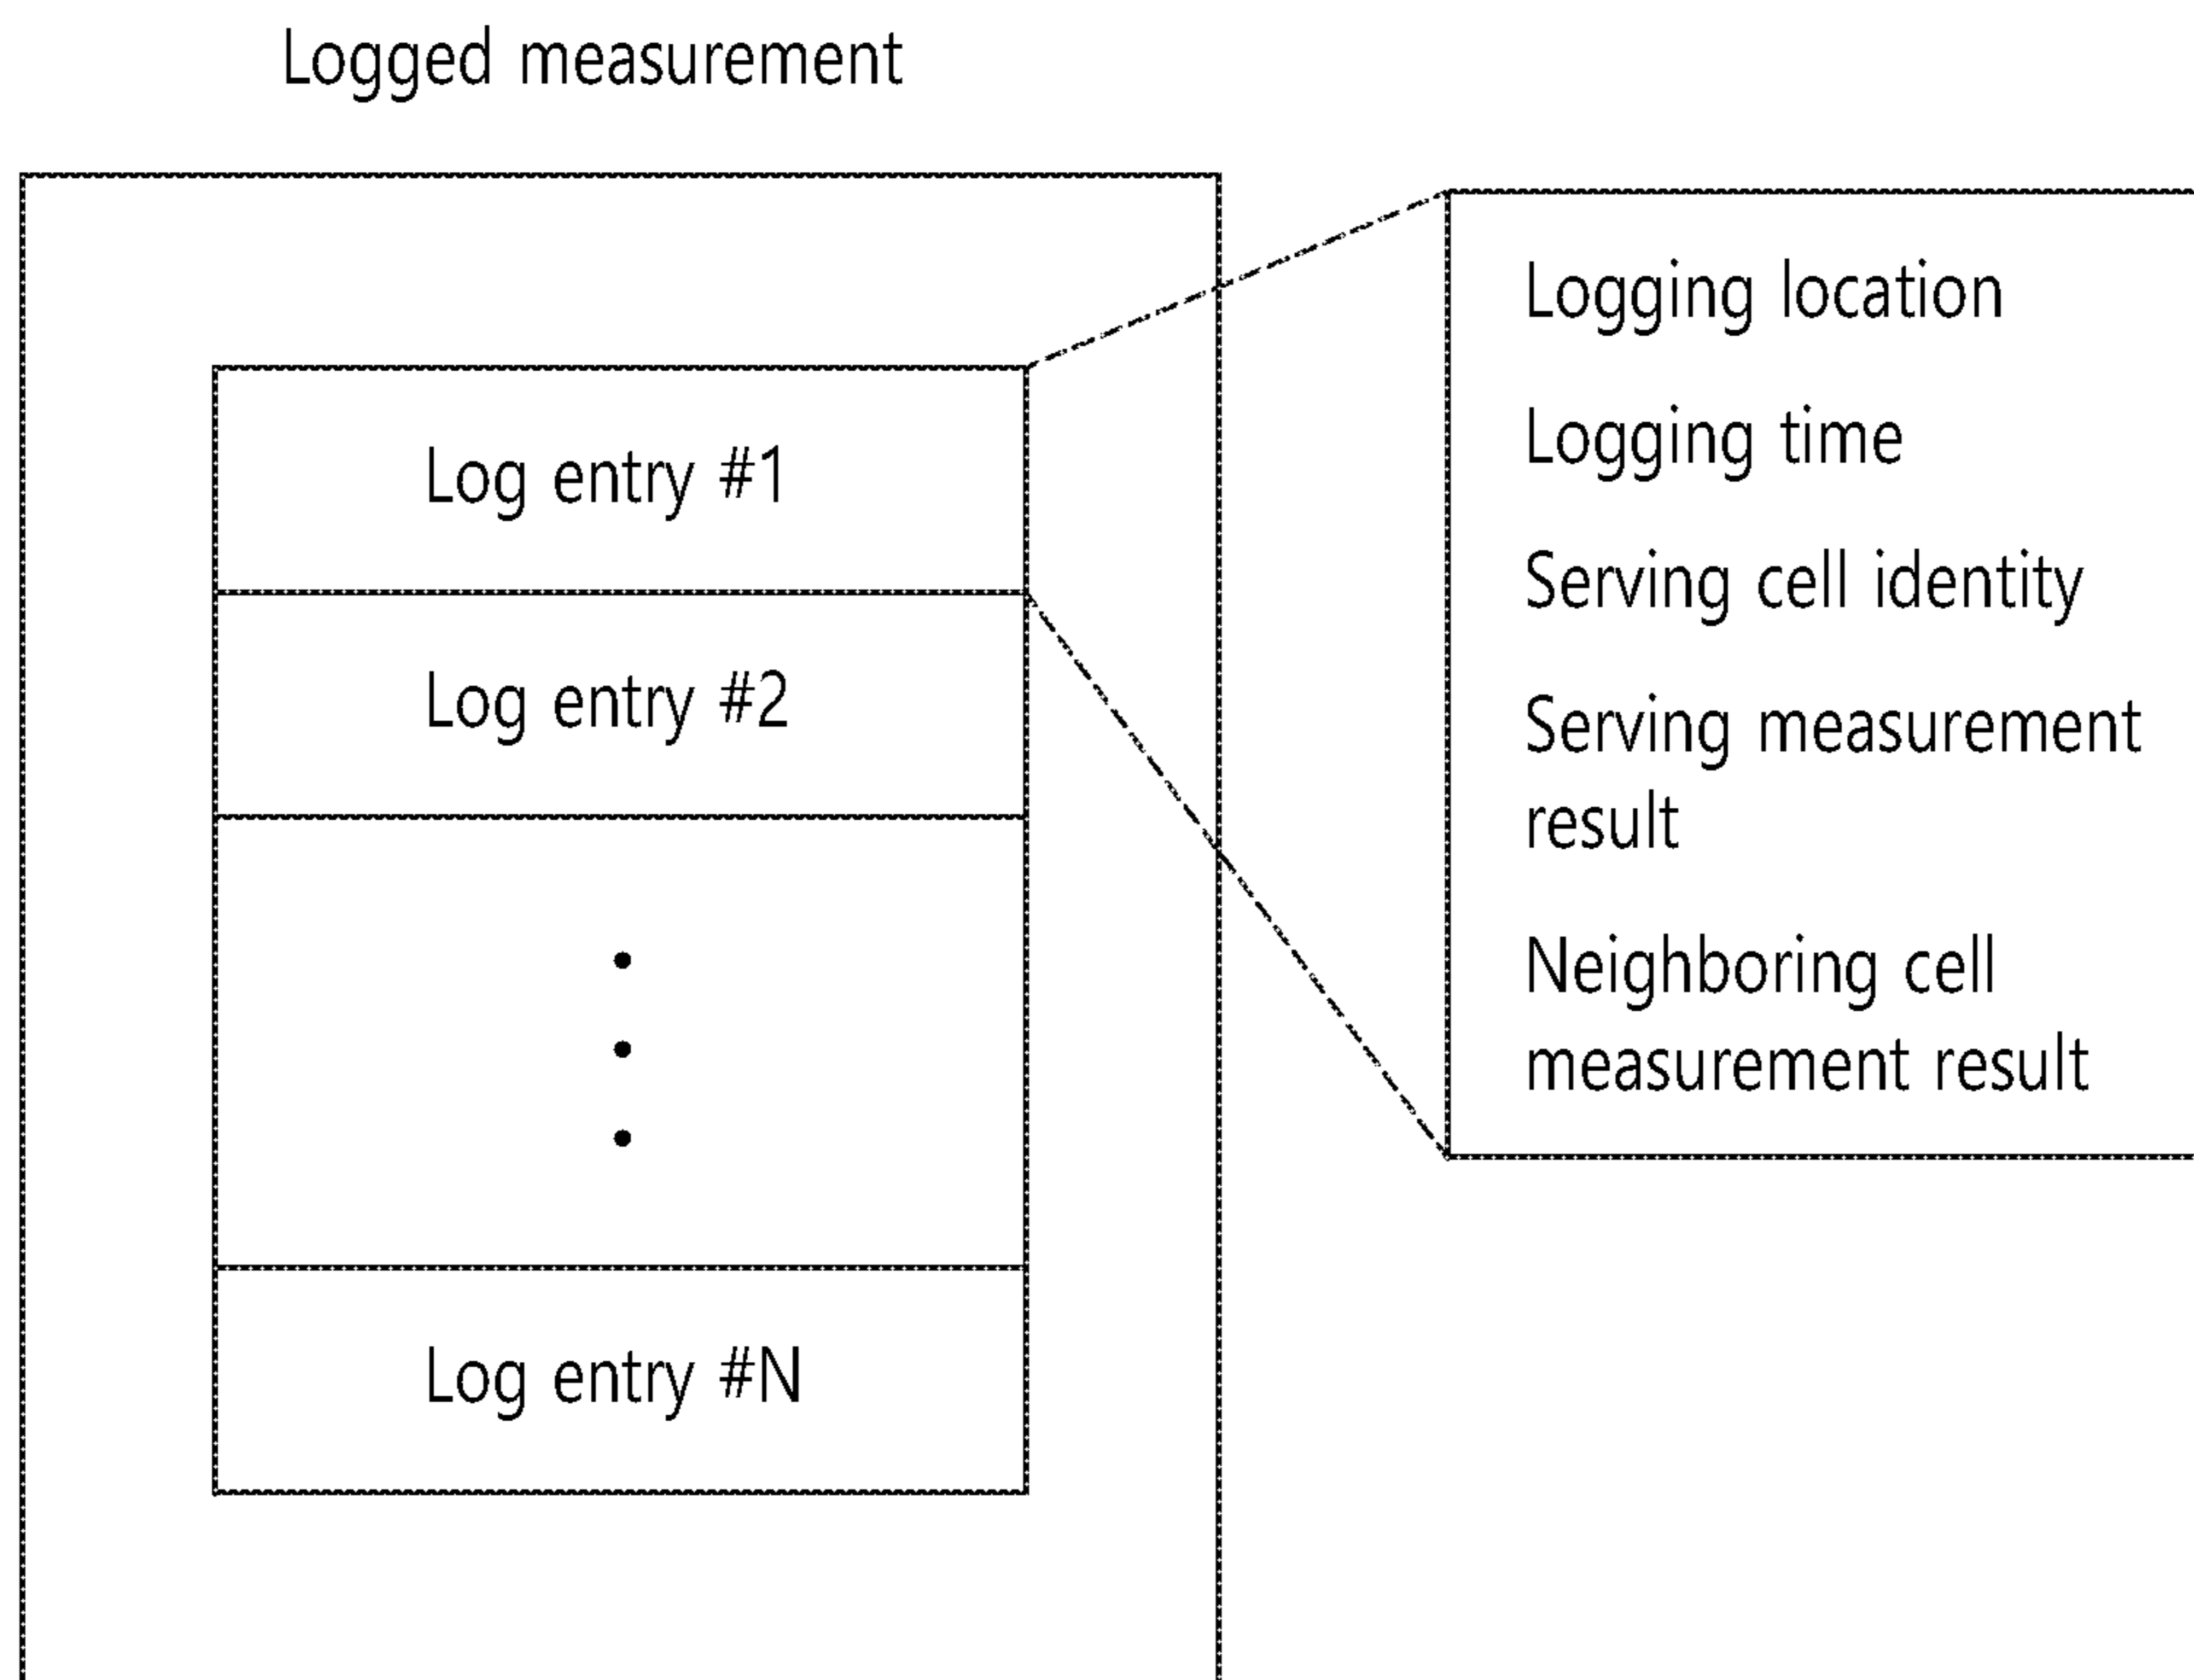 Logged measurement
Log entry #1
Log entry #2
Log entry #N
Logging location
Logging time
Serving cell identity
Serving measurement
result
Neighboring cell
measurement result